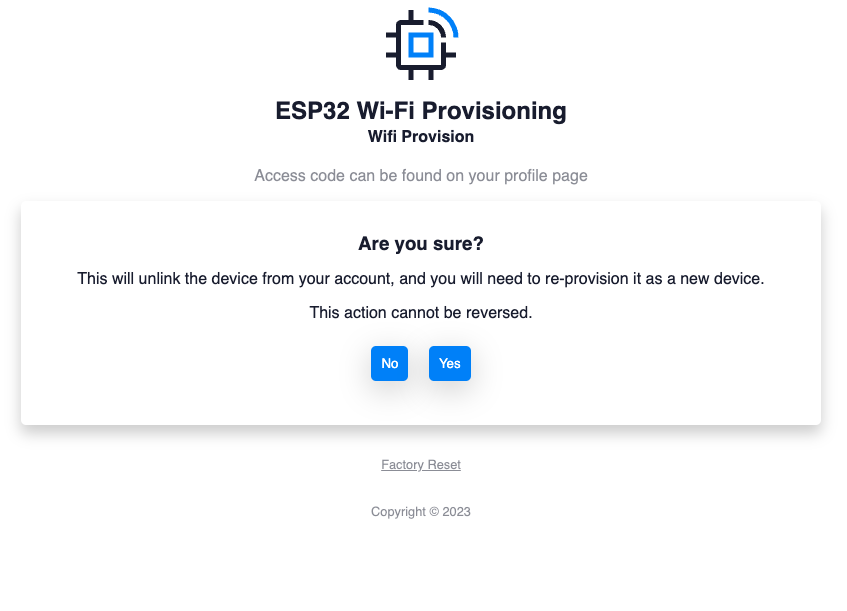 ESP32 Wi-Fi Provisioning
Wifi Provision
Access code can be found on your profile page
Are you sure?
This will unlink the device from your account, and you will need to re-provision it as a new device.
This action cannot be reversed.
No Yes
Factory Reset
Copyright © 2023